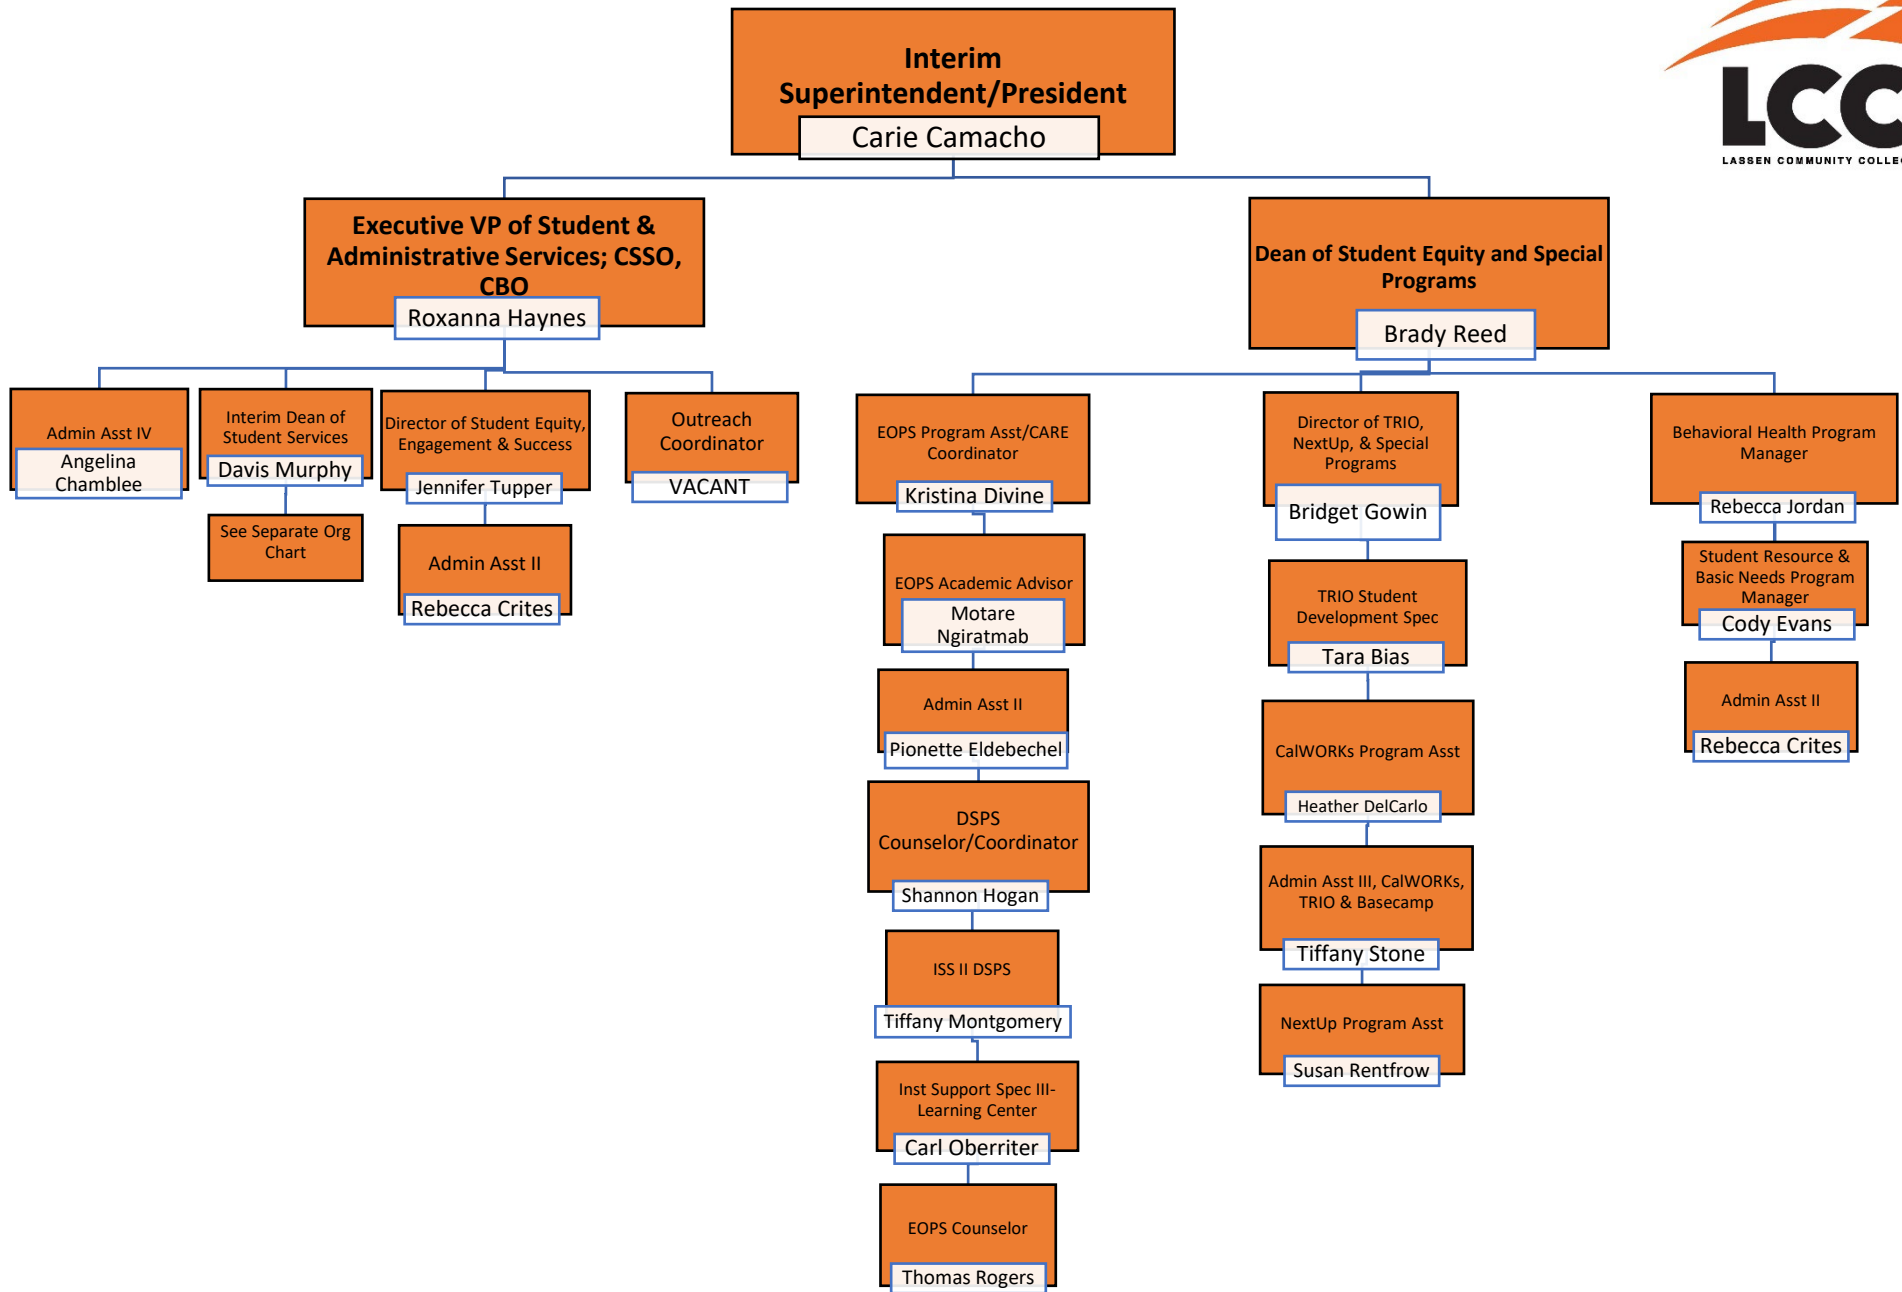 Interim
Superintendent/President
Carie Camacho
LCC
LASSEN COMMUNITY COLLE
Executive VP of Student &
Administrative Services; CSSO,
CBO
Roxanna Haynes
Dean of Student Equity and Special
Programs
Brady Reed
Admin Asst IV
Angelina
Chamblee
Interim Dean of
Student Services
Davis Murphy
See Separate Org
Chart
Director of Student Equity,
Engagement & Success
Jennifer Tupper
Admin Asst II
Rebecca Crites
Outreach
Coordinator
VACANT
EOPS Program Asst/CARE
Coordinator
Kristina Divine
EOPS Academic Advisor
Motare
Ngiratmab
Admin Asst II
Pionette Eldebechel
DSPS
Counselor/Coordinator
Shannon Hogan
ISS II DSPS
Tiffany Montgomery
Inst Support Spec III-
Learning Center
Carl Oberriter
EOPS Counselor
Thomas Rogers
Director of TRIO,
NextUp, & Special
Programs
Bridget Gowin
TRIO Student
Development Spec
Tara Bias
CalWORKs Program Asst
Heather DelCarlo
Admin Asst III, CalWORKs,
TRIO & Basecamp
Tiffany Stone
NextUp Program Asst
Susan Rentfrow
Behavioral Health Program
Manager
Rebecca Jordan
Student Resource &
Basic Needs Program
Manager
Cody Evans
Admin Asst II
Rebecca Crites